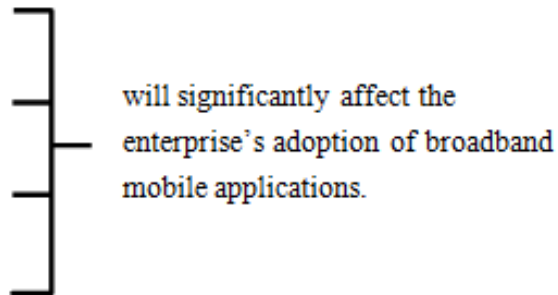 will significantly affect the
enterprise’s adoption of broadband
mobile applications.